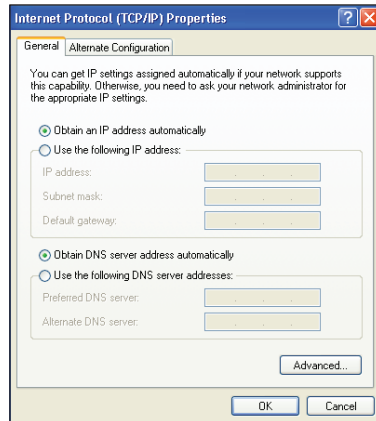 Internet Protocol (TCP/IP) Properties
General Alternate Configuration
You can get IP settings assigned automatically if your network supports
this capability. Otherwise, you need to ask your network administrator for
the appropriate IP settings.
Obtain an IP address automatically
Use the following IP address:
IP address:
Subnet mask:
Default gateway:
Obtain DNS server address automatically
Use the following DNS server addresses:
Preferred DNS server:
Alternate DNS server:
Advanced...
OK Cancel